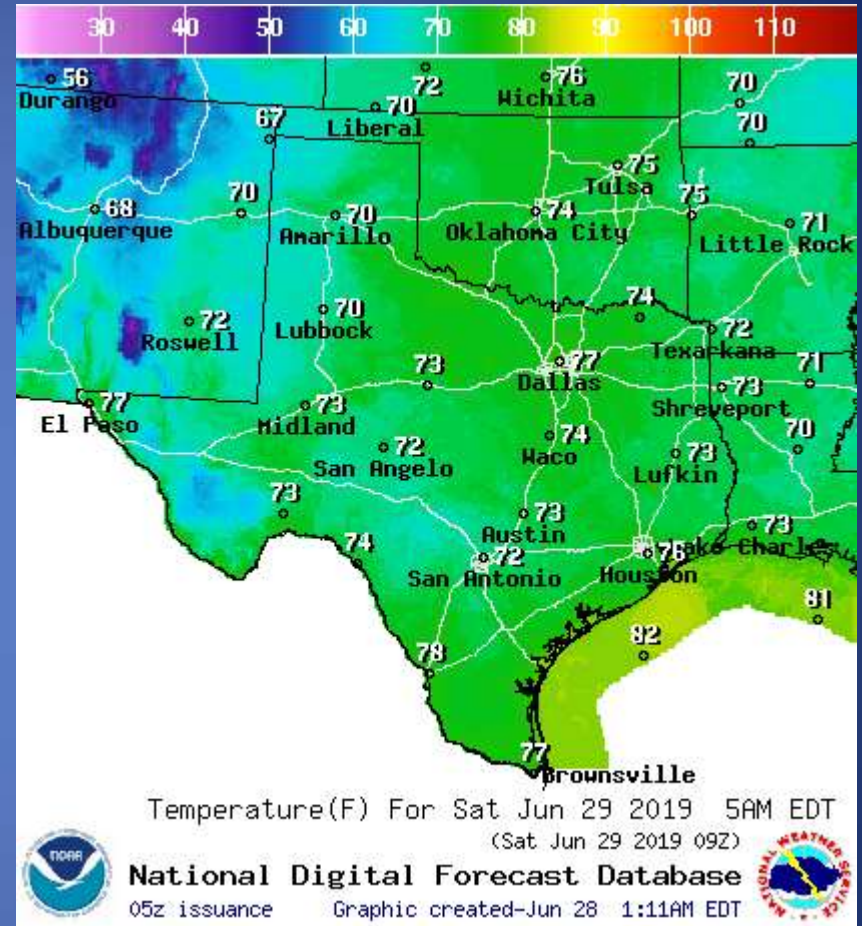 30 40 50 60 70 80 90 100 110
56
Durango
72
76
Wichita
70
70
Liberal
67
70
75
Tulsa
68
Albuquerque
70
70
Amarillo
74
Oklahoma City
75
71
Little Rock
72
Roswell
70
Lubbock
74
72
Texarkana
77
El Paso
73
Midland
73
77
Dallas
73
Shreveport
71
72
San Angelo
74
Waco
73
Lufkin
70
73
74
73
Austin
72
San Antonio
76
Houston
73
Lake Charles
78
82
81
77
Brownsville
Temperature(F) For Sat Jun 29 2019 5AM EDT
(Sat Jun 29 2019 09Z)
NOAA
National Digital Forecast Database
05z issuance Graphic created-Jun 28 1:11AM EDT
NATIONAL WEATHER SERVICE